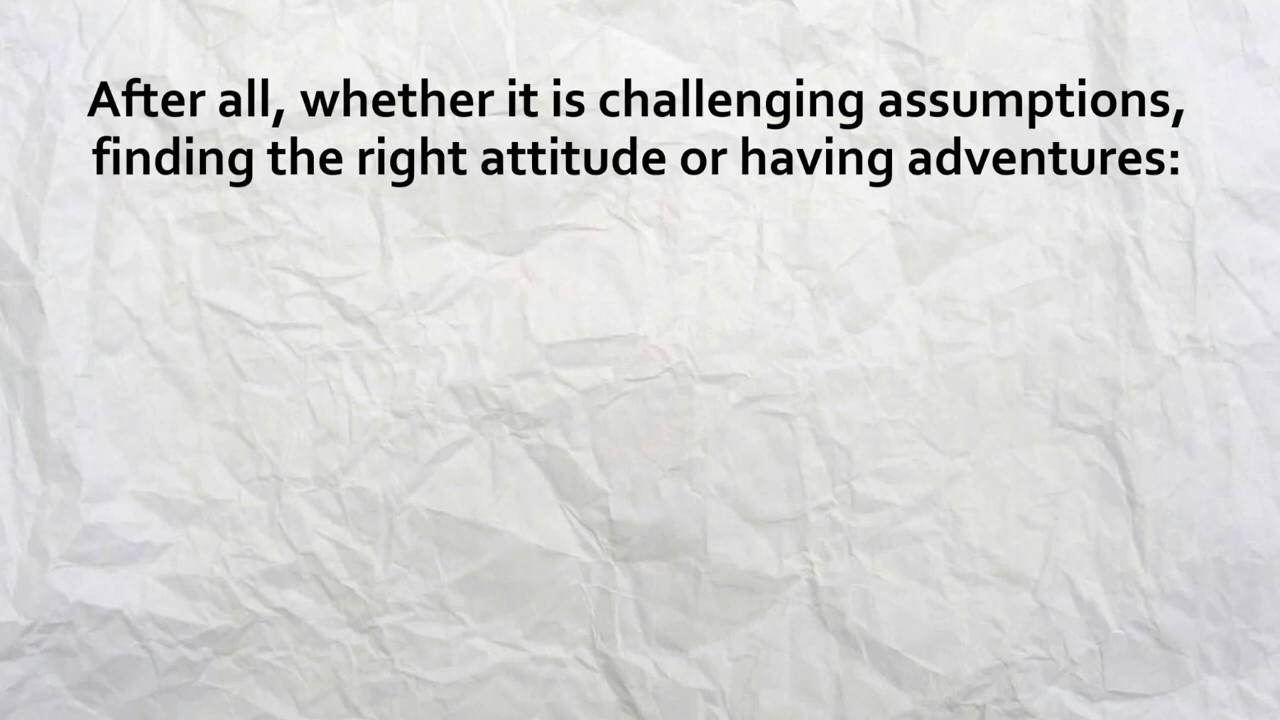 After all, whether it is challenging assumptions,
finding the right attitude or having adventures: